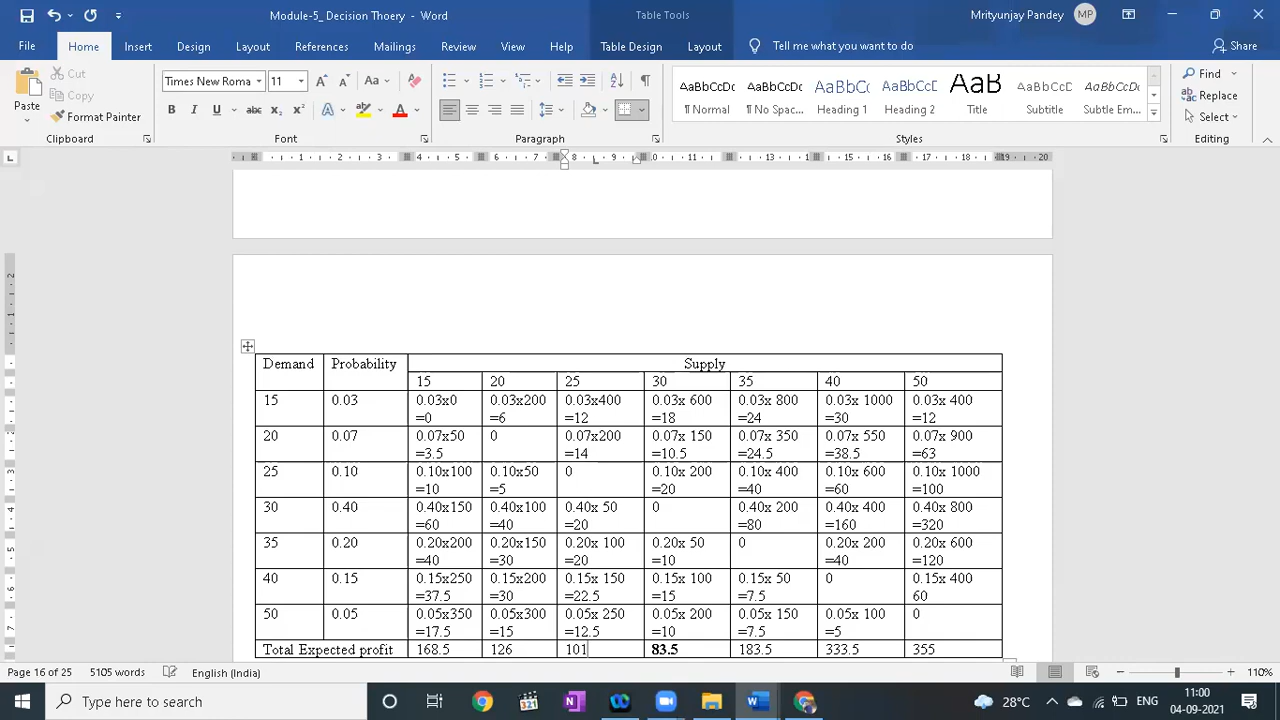 Module-5_ Decision Thoery - Word
Table Tools
Mrityunjay Pandey MP
File Home Insert Design Layout References Mailings Review View Help Table Design Layout Tell me what you want to do Share
Paste
Cut
Copy
Format Painter
Clipboard
Times New Roma 11
Font
Paragraph
AaBbCcDc AaBbCcDc AaBbCc AaBbCcD AaB AaBbCcD AaBbCcDt
¶ Normal ¶ No Spac... Heading 1 Heading 2 Title Subtitle Subtle Em...
Styles
Find
Replace
Select
Editing
Demand Probability Supply
15 20 25 30 35 40 50
15 0.03 0.03x0 0.03x200 0.03x400 0.03x 600 0.03x 800 0.03x 1000 0.03x 400
=0 =6 =12 =18 =24 =30 =12
20 0.07 0.07x50 0 0.07x200 0.07x 150 0.07x 350 0.07x 550 0.07x 900
=3.5 =14 =10.5 =24.5 =38.5 =63
25 0.10 0.10x100 0.10x50 0 0.10x 200 0.10x 400 0.10x 600 0.10x 1000
=10 =5 =20 =40 =60 =100
30 0.40 0.40x150 0.40x100 0.40x 50 0 0.40x 200 0.40x 400 0.40x 800
=60 =40 =20 =80 =160 =320
35 0.20 0.20x200 0.20x150 0.20x 100 0.20x 50 0 0.20x 200 0.20x 600
=40 =30 =20 =10 =40 =120
40 0.15 0.15x250 0.15x200 0.15x 150 0.15x 100 0.15x 50 0 0.15x 400
=37.5 =30 =22.5 =15 =7.5 60
50 0.05 0.05x350 0.05x300 0.05x 250 0.05x 200 0.05x 150 0.05x 100 0
=17.5 =15 =12.5 =10 =7.5 =5
Total Expected profit 168.5 126 101 83.5 183.5 333.5 355
Page 16 of 25 5105 words English (India) 110%
Type here to search
28°C ENG 11:00
04-09-2021